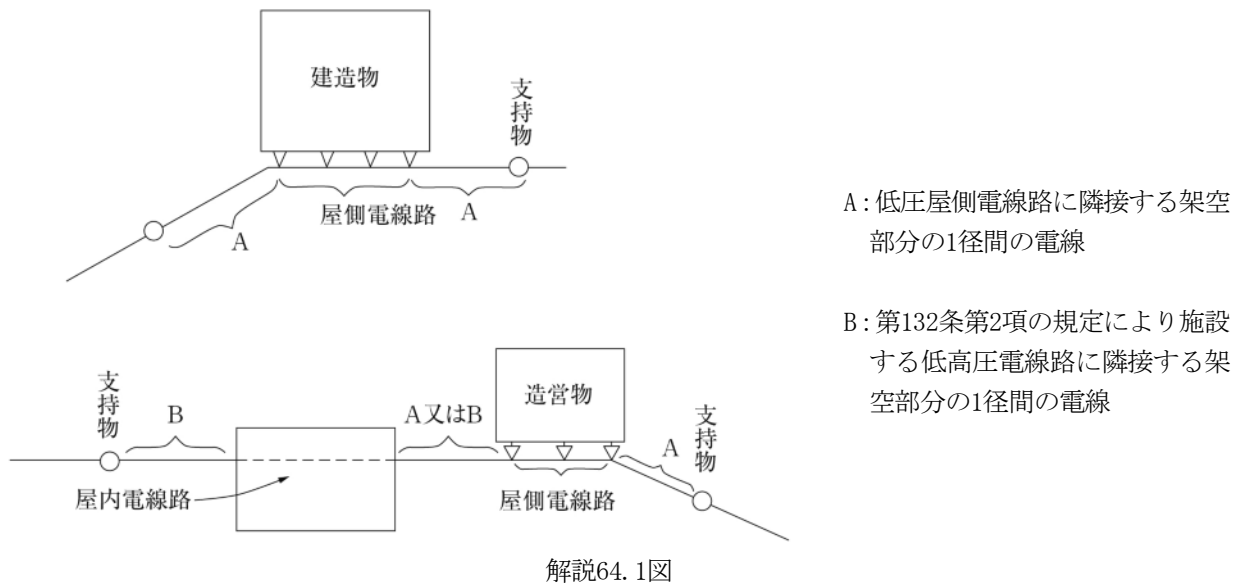 建造物
支持物
屋側電線路
A
A
A:低圧屋側電線路に隣接する架空
部分の1径間の電線
B:第132条第2項の規定により施設
する低高圧電線路に隣接する架
空部分の1径間の電線
支持物
B
A又はB
造営物
支持物
A
屋内電線路
屋側電線路
解説64.1図